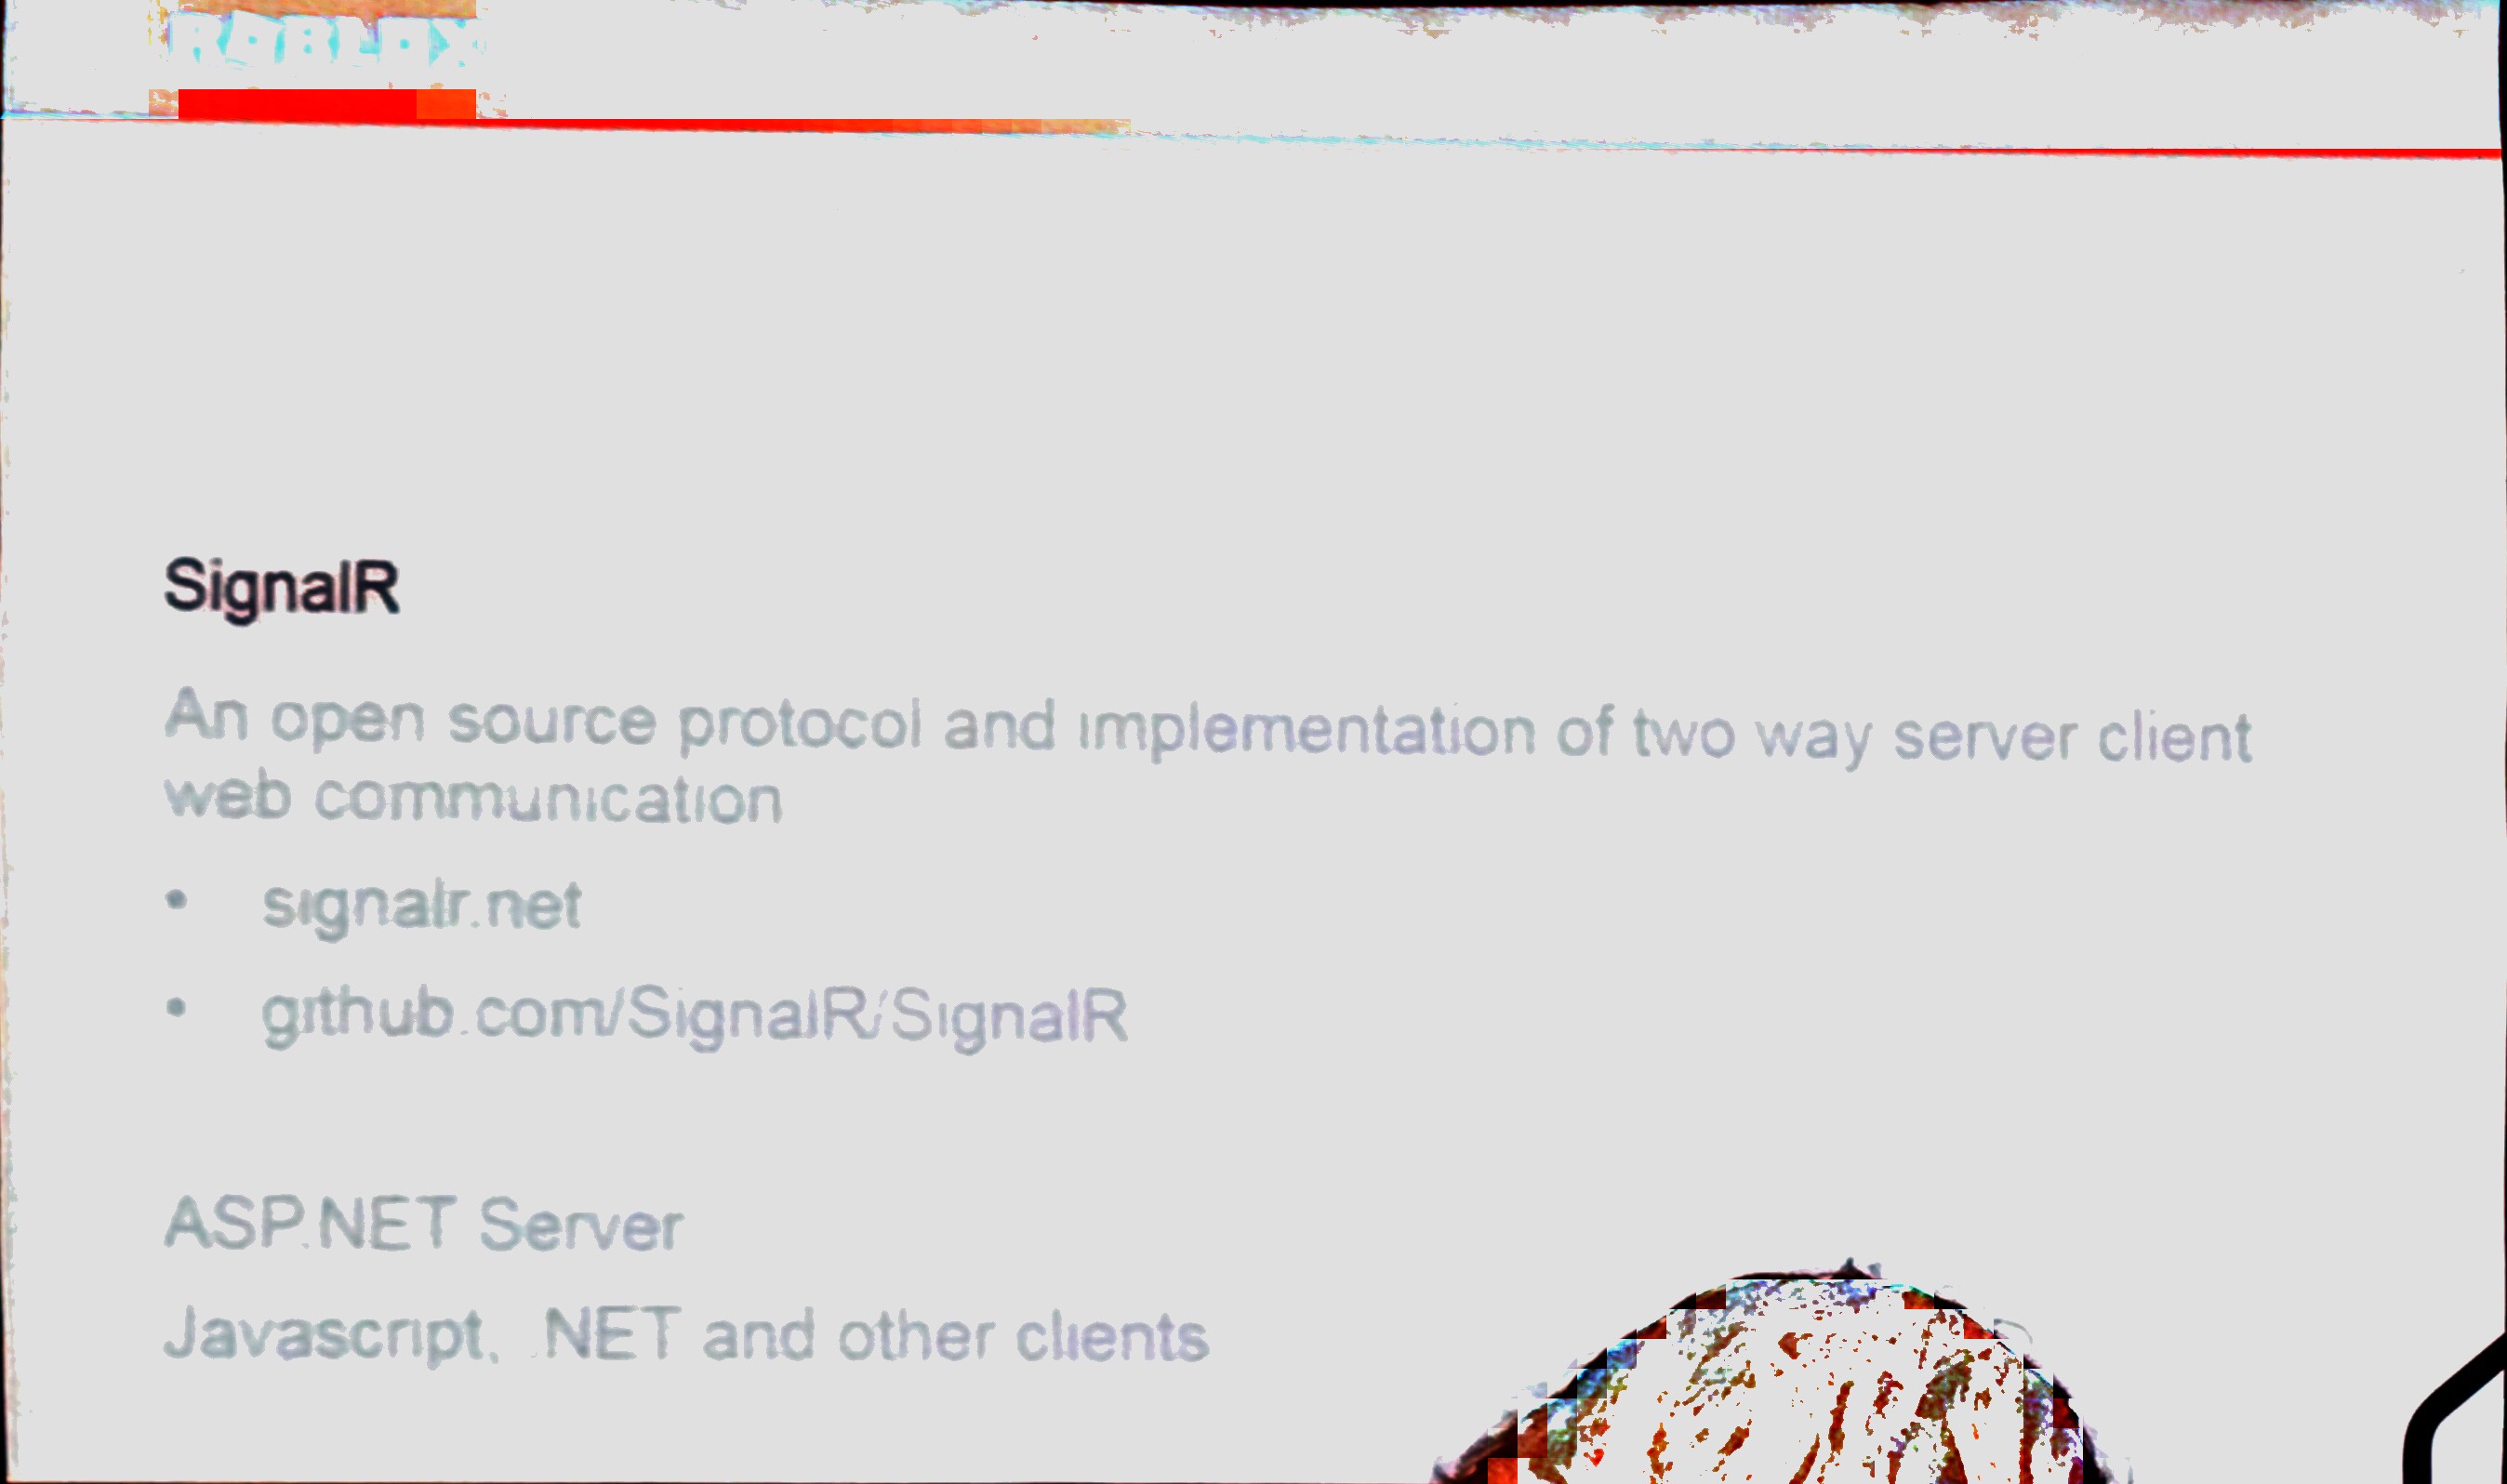 ROBLOX
SignalR
An open source protocol and implementation of two way server client
web communication
• signalr.net
• github.com/SignalR/SignalR
ASP.NET Server
Javascript, .NET and other clients